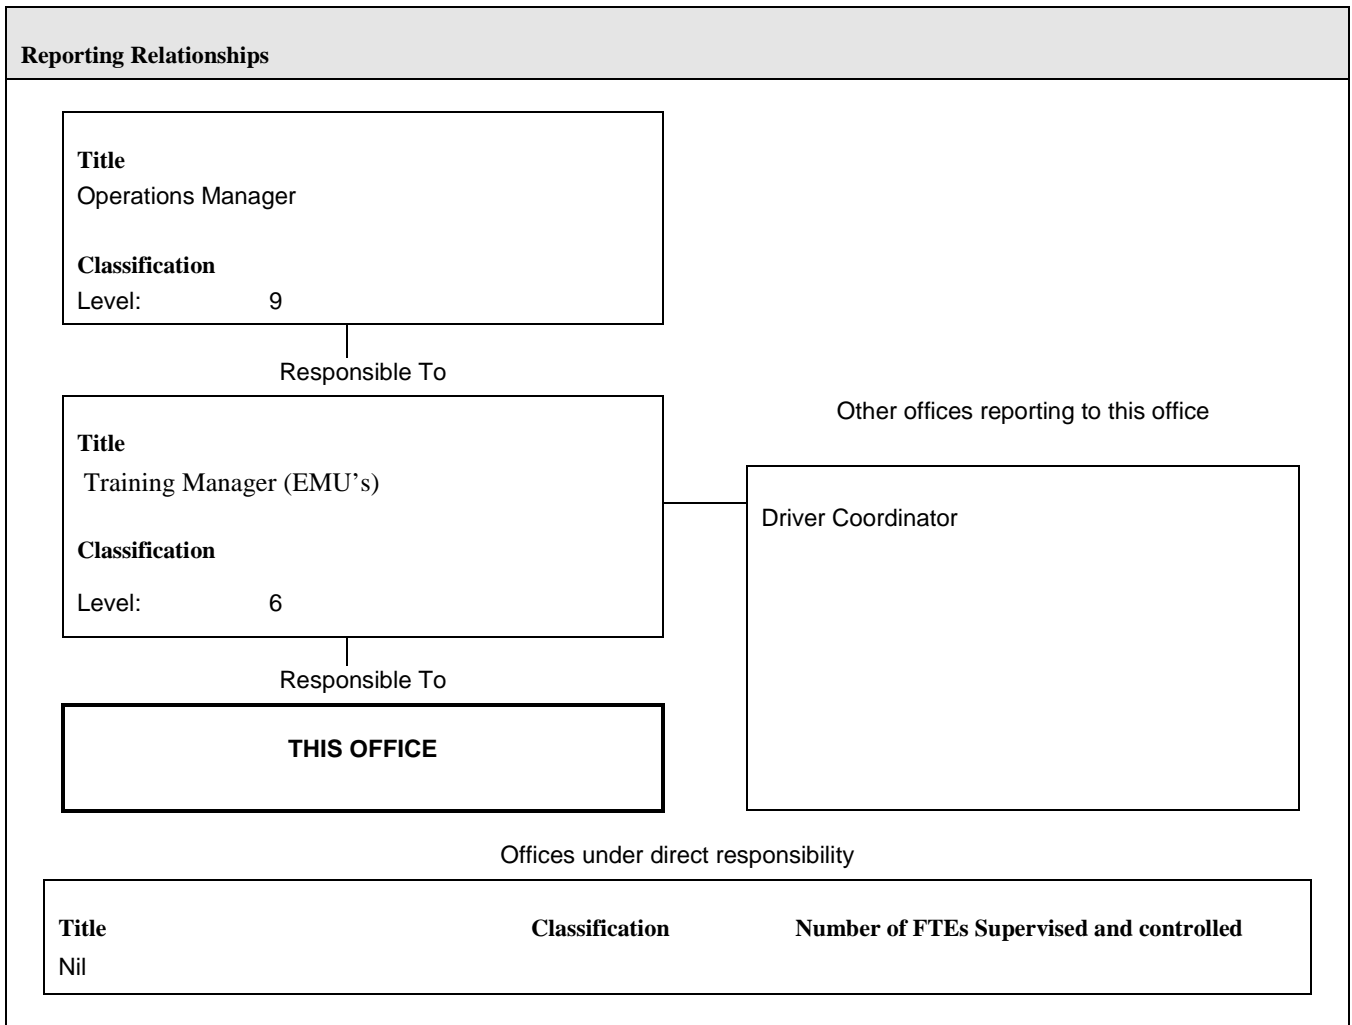 Reporting Relationships
Title
Operations Manager
Classification
Level: 9
Responsible To
Title
Training Manager (EMU’s)
Classification
Level: 6
Other offices reporting to this office
Driver Coordinator
Responsible To
THIS OFFICE
Offices under direct responsibility
Title Classification Number of FTEs Supervised and controlled
Nil